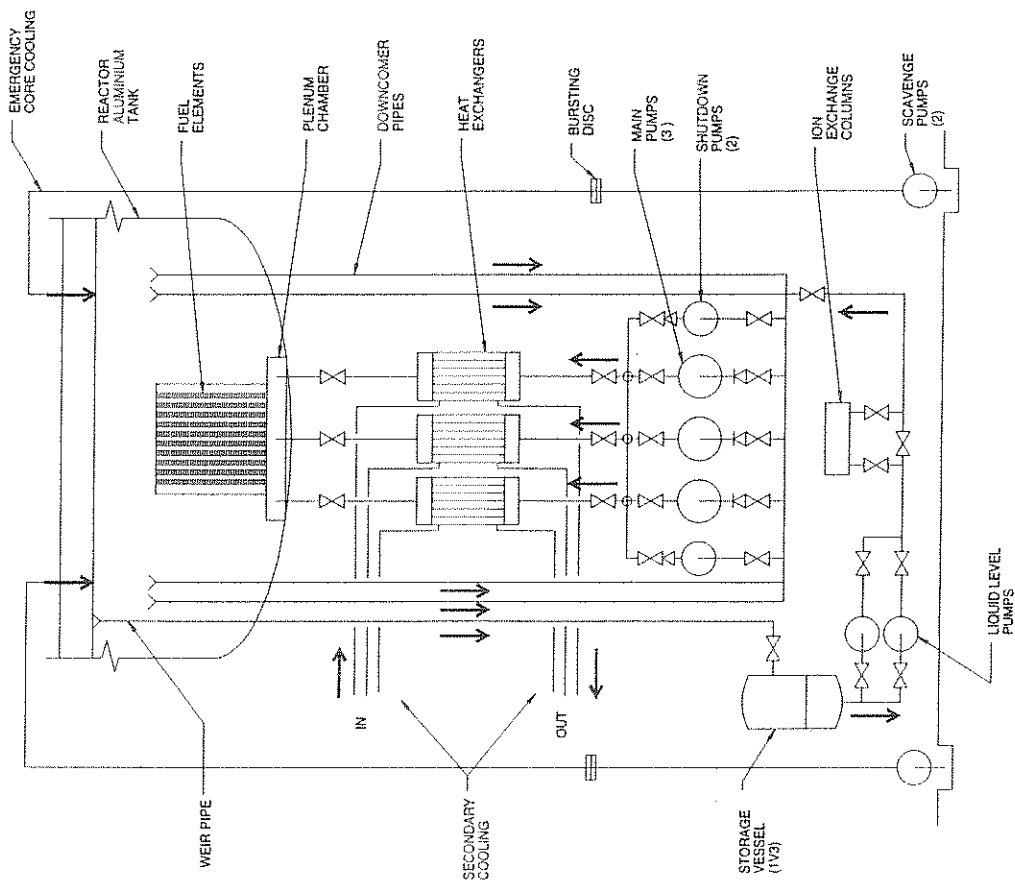 EMERGENCY
CORE COOLING
REACTOR
ALUMINIUM
TANK
FUEL
ELEMENTS
PLENUM
CHAMBER
DOWNCOMER
PIPES
HEAT
EXCHANGERS
BURSTING
DISC
MAIN
PUMPS
(3)
SHUTDOWN
PUMPS
(2)
ION
EXCHANGE
COLUMNS
SCAVENGE
PUMPS
(2)
WEIR PIPE
IN
OUT
SECONDARY
COOLING
STORAGE
VESSEL
(1V3)
LIQUID LEVEL
PUMPS